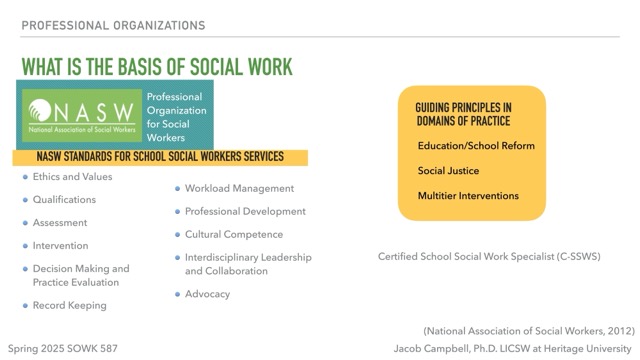 PROFESSIONAL ORGANIZATIONS
WHAT IS THE BASIS OF SOCIAL WORK
NASW
National Association of Social Workers
Professional
Organization
for Social
Workers
NASW STANDARDS FOR SCHOOL SOCIAL WORKERS SERVICES
Ethics and Values
Qualifications
Assessment
Intervention
Decision Making and
Practice Evaluation
Record Keeping
Workload Management
Professional Development
Cultural Competence
Interdisciplinary Leadership
and Collaboration
Advocacy
GUIDING PRINCIPLES IN
DOMAINS OF PRACTICE
Education/School Reform
Social Justice
Multitier Interventions
Certified School Social Work Specialist (C-SSWS)
(National Association of Social Workers, 2012)
Spring 2025 SOWK 587
Jacob Campbell, Ph.D. LICSW at Heritage University